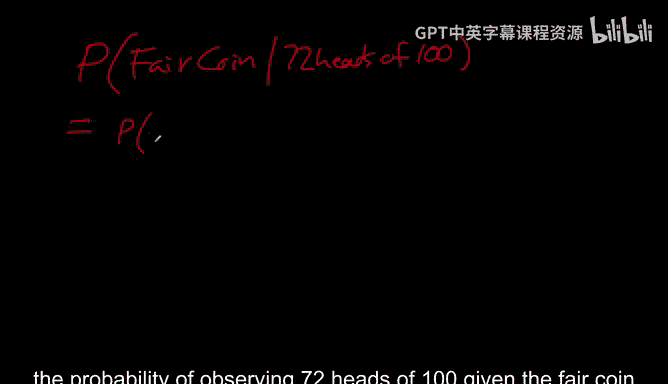 GPT中英字幕课程资源 bilibili
P(Fair Coin | 72 heads of 100)
= P(
the probability of observing 72 heads of 100 given the fair coin